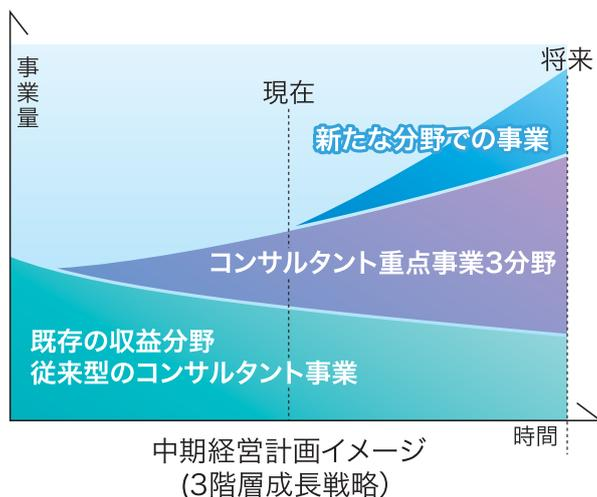 事業量
将来
現在
新たな分野での事業
コンサルタント重点事業3分野
既存の収益分野
従来型のコンサルタント事業
時間
中期経営計画イメージ
(3階層成長戦略)